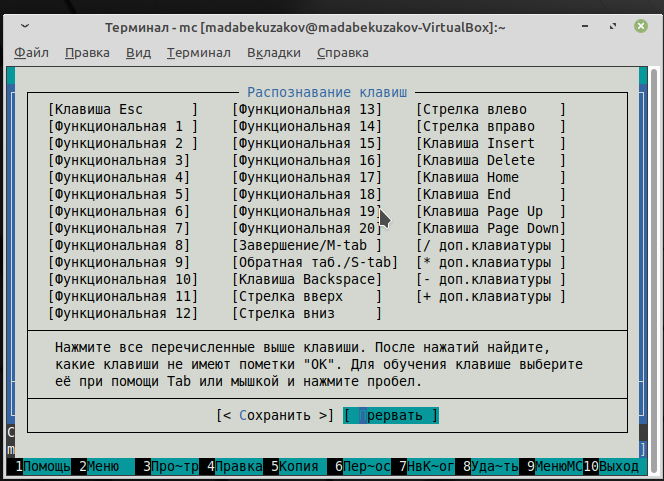 Терминал - mc [madabekuzakov@madabekuzakov-VirtualBox]:~
Файл Правка Вид Терминал Вкладки Справка
Распознавание клавиш
[Клавиша Esc ] [Функциональная 13] [Стрелка влево ]
[Функциональная 1 ] [Функциональная 14] [Стрелка вправо ]
[Функциональная 2 ] [Функциональная 15] [Клавиша Insert ]
[Функциональная 3] [Функциональная 16] [Клавиша Delete ]
[Функциональная 4] [Функциональная 17] [Клавиша Home ]
[Функциональная 5] [Функциональная 18] [Клавиша End ]
[Функциональная 6] [Функциональная 19] [Клавиша Page Up ]
[Функциональная 7] [Функциональная 20] [Клавиша Page Down]
[Функциональная 8] [Завершение/M-tab ] [/ доп.клавиатуры ]
[Функциональная 9] [Обратная таб./S-tab] [* доп.клавиатуры ]
[Функциональная 10] [Клавиша Backspace] [- доп.клавиатуры ]
[Функциональная 11] [Стрелка вверх ] [+ доп.клавиатуры ]
[Функциональная 12] [Стрелка вниз ]
Нажмите все перечисленные выше клавиши. После нажатий найдите,
какие клавиши не имеют пометки "OK". Для обучения клавише выберите
её при помощи Tab или мышкой и нажмите пробел.
[< Сохранить >] [ Прервать ]
С
m ]
1Помощь 2Меню 3Про~тр 4Правка 5Копия 6Пер~ос 7НвК~ог 8Уда~ть 9МенюMC 10Выход